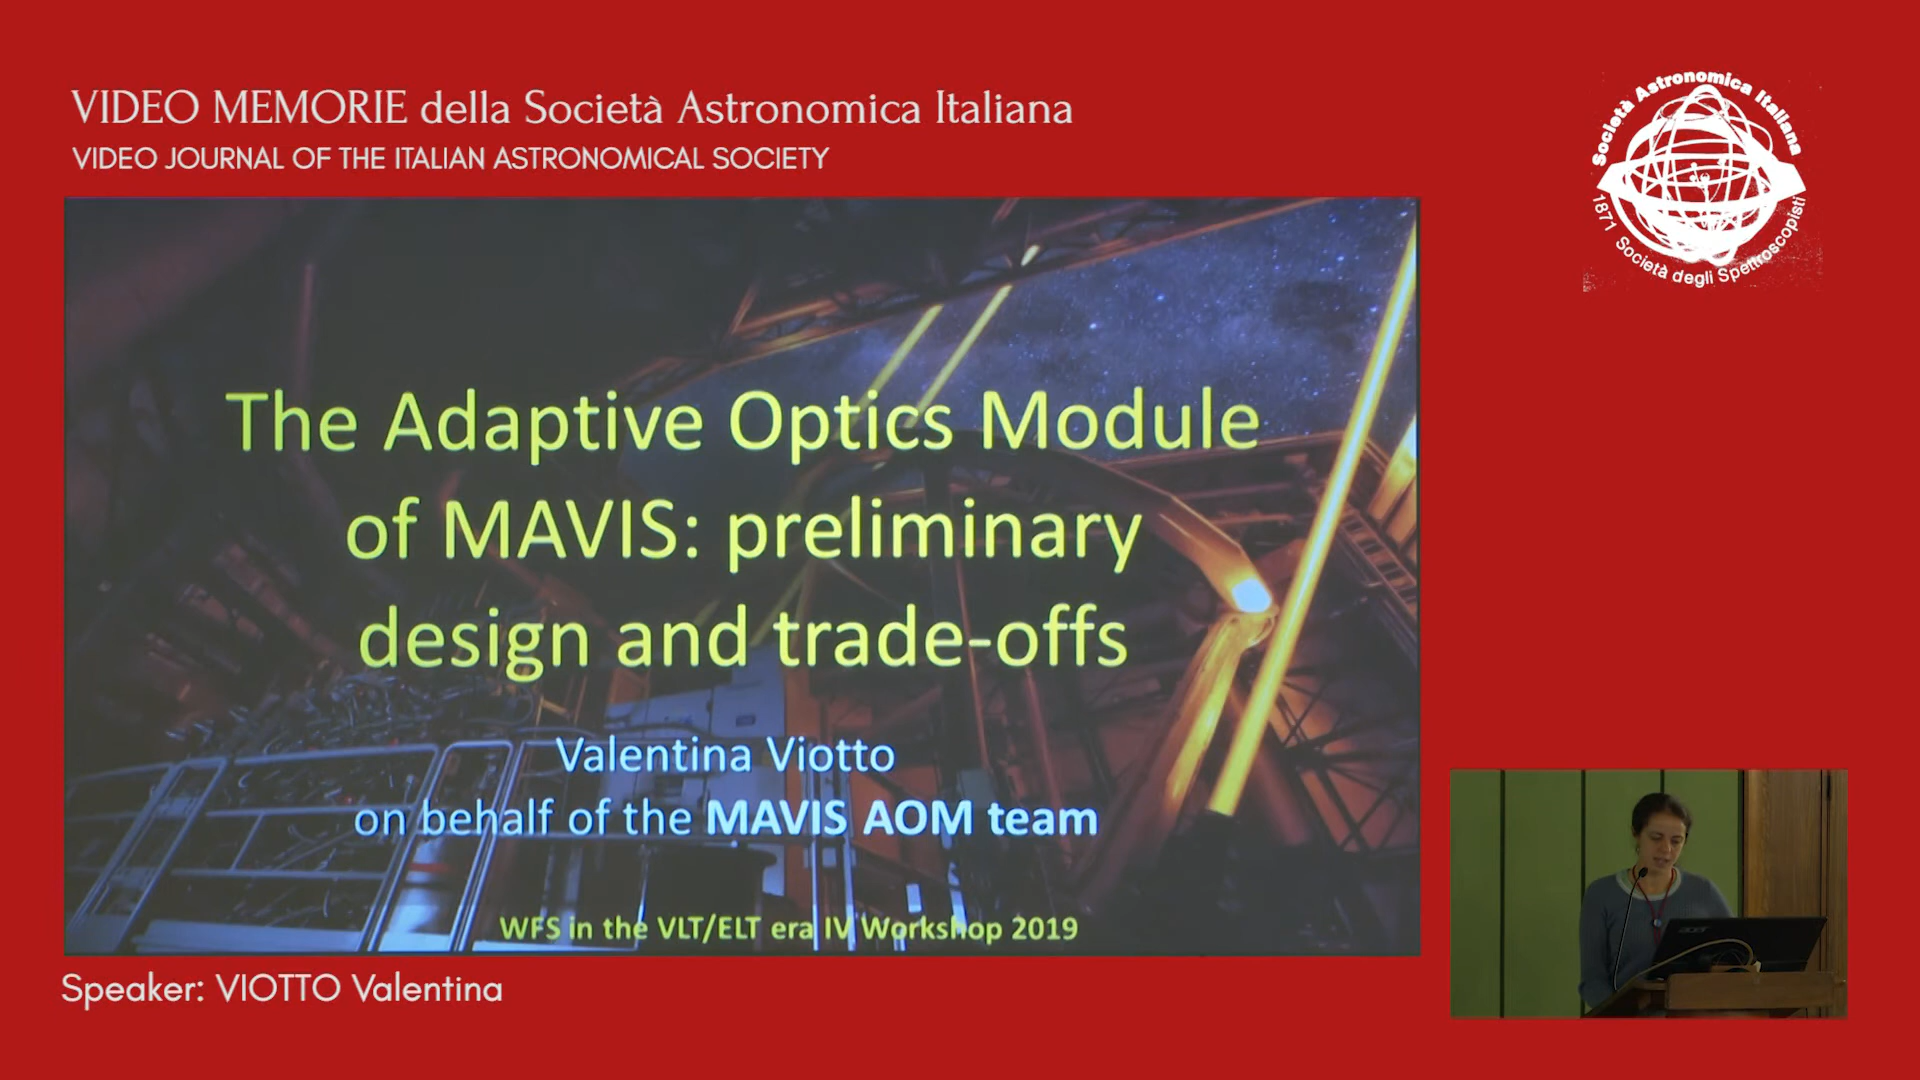 VIDEO MEMORIE della Società Astronomica Italiana
VIDEO JOURNAL OF THE ITALIAN ASTRONOMICAL SOCIETY
Società Astronomica Italiana
1871 Società degli Spettroscopisti
The Adaptive Optics Module
of MAVIS: preliminary
design and trade-offs
Valentina Viotto
on behalf of the MAVIS AOM team
WFS in the VLT/ELT era IV Workshop 2019
Speaker: VIOTTO Valentina
acer